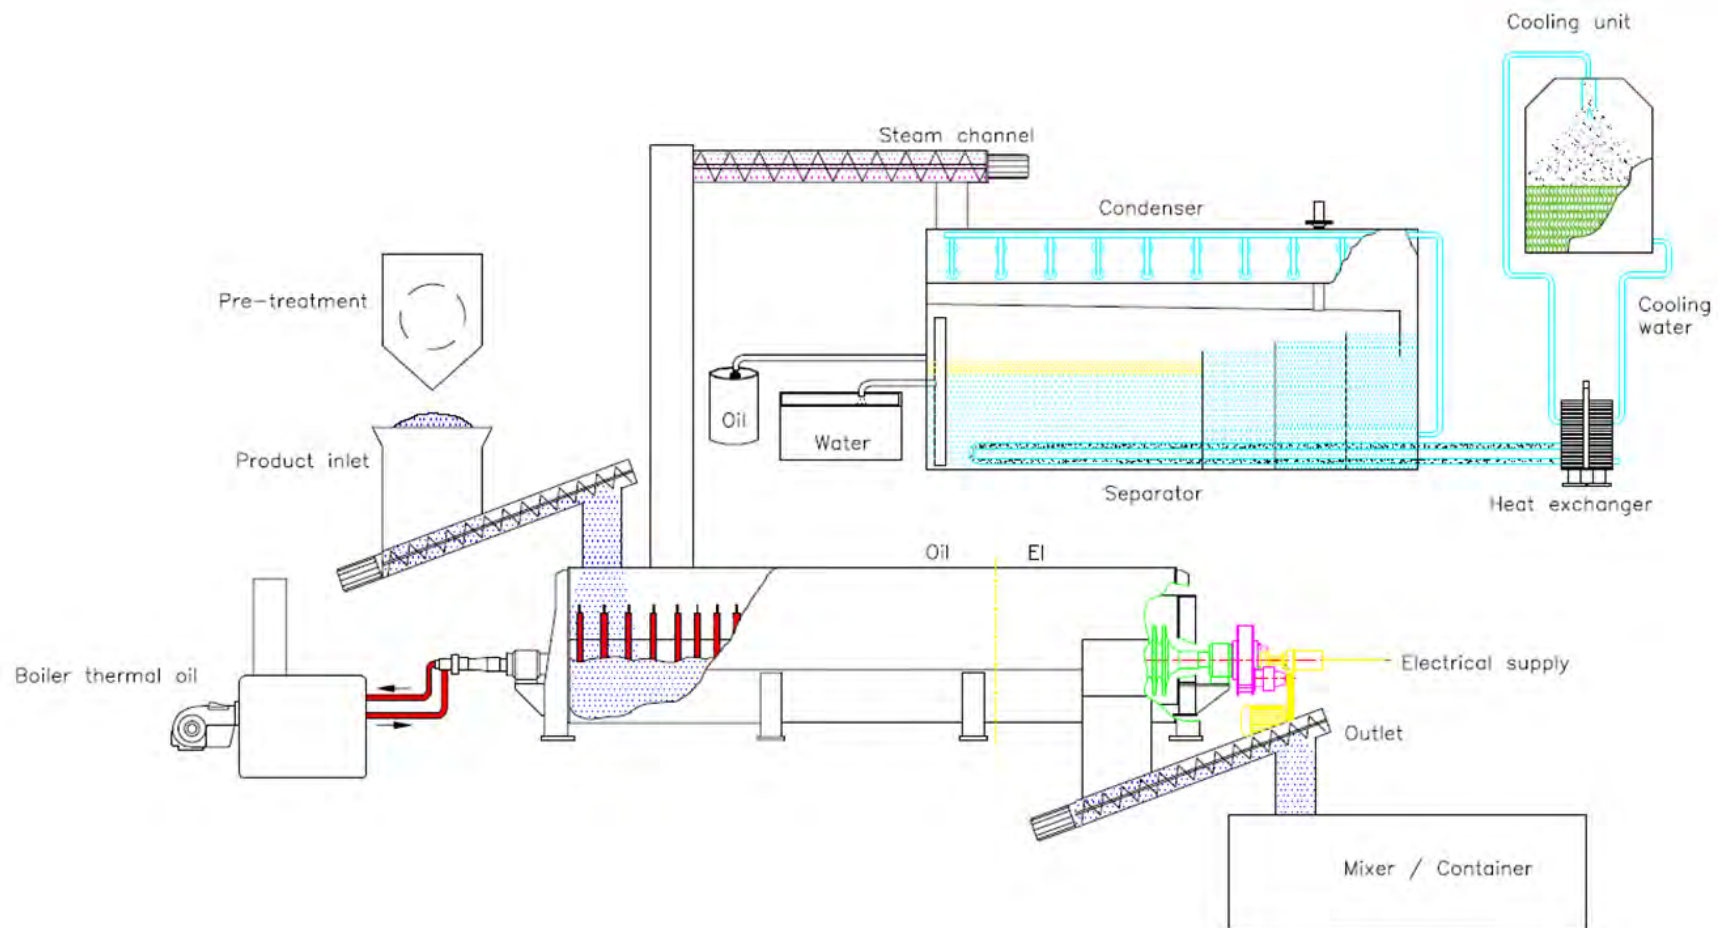 Cooling unit
Steam channel
Condenser
Pre-treatment
Cooling
water
Oil
Water
Product inlet
Separator
Heat exchanger
Oil
El
Boiler thermal oil
Electrical supply
Outlet
Mixer / Container